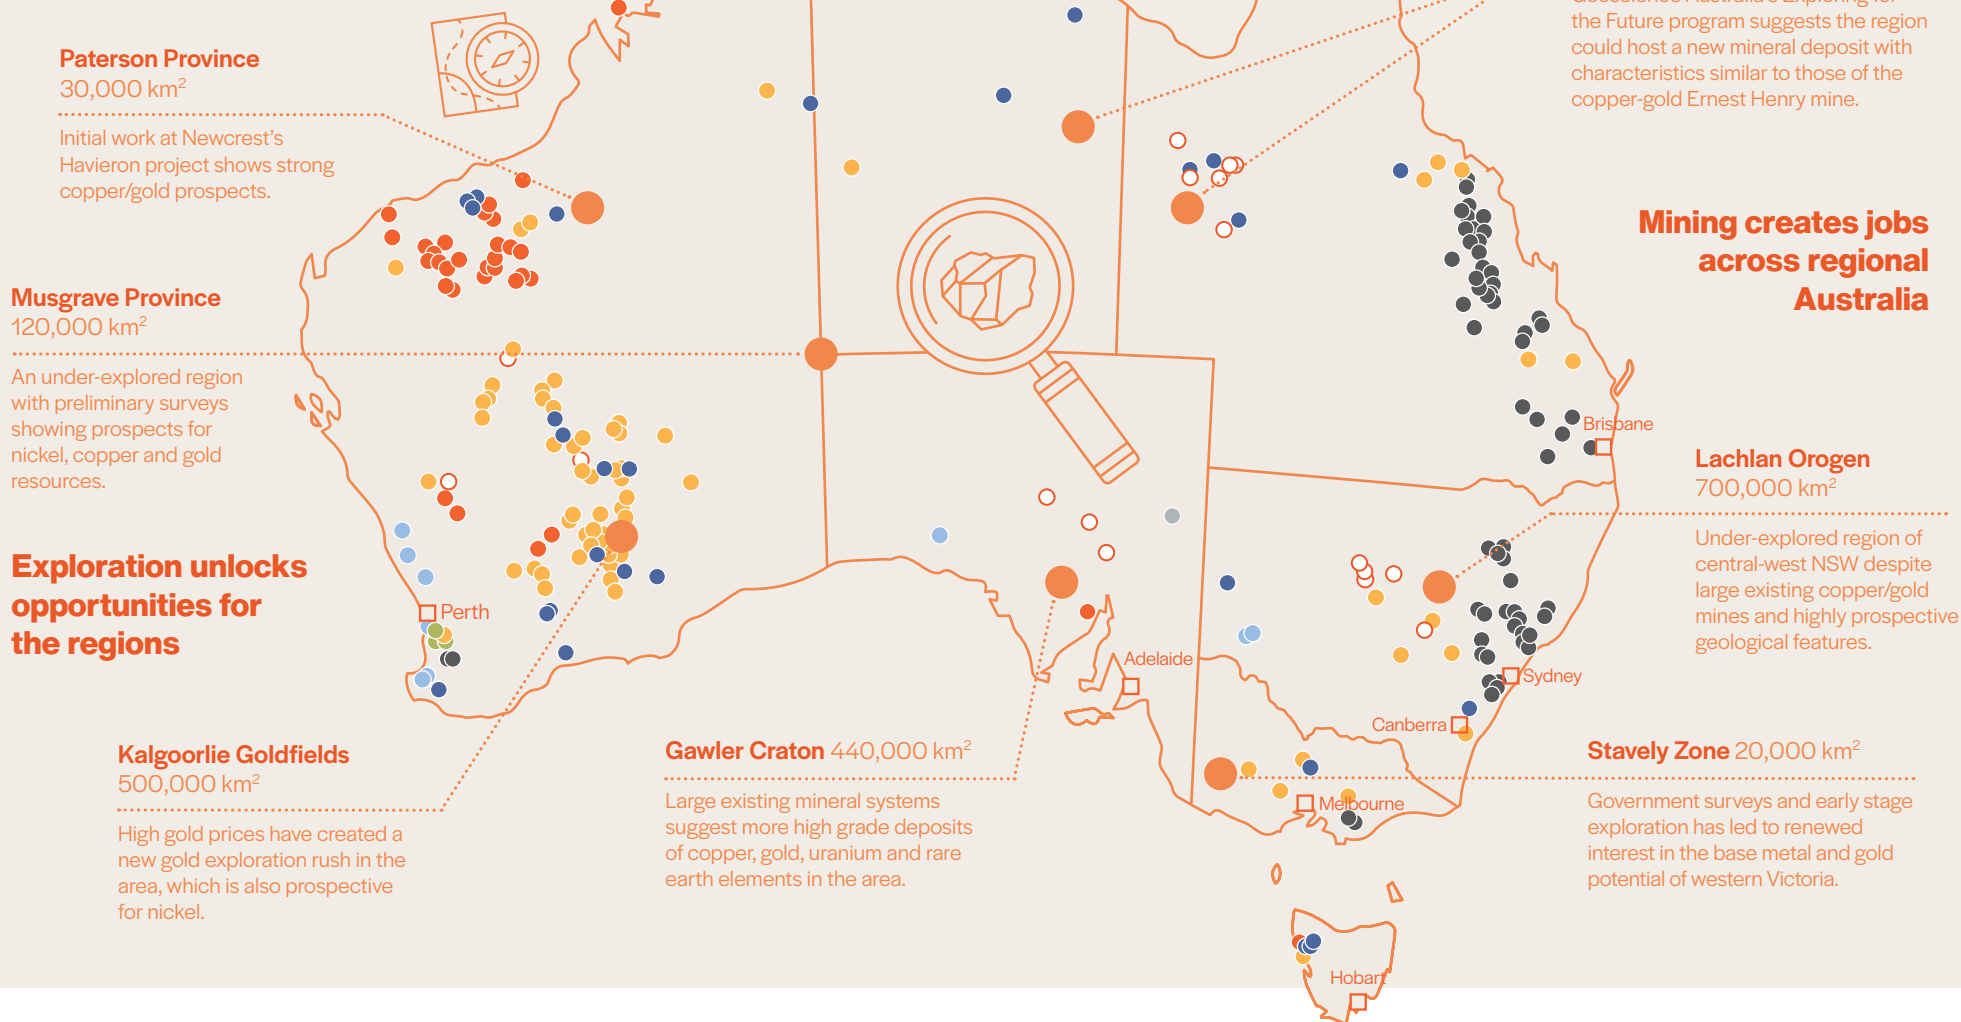 Geoscience Australia's Exploring for
the Future program suggests the region
could host a new mineral deposit with
characteristics similar to those of the
copper-gold Ernest Henry mine.
Paterson Province
30,000 km²
Initial work at Newcrest's
Havieron project shows strong
copper/gold prospects.
Mining creates jobs
across regional
Australia
Musgrave Province
120,000 km²
An under-explored region
with preliminary surveys
showing prospects for
nickel, copper and gold
resources.
Brisbane
Lachlan Orogen
700,000 km²
Under-explored region of
central-west NSW despite
large existing copper/gold
mines and highly prospective
geological features.
Exploration unlocks
opportunities for
the regions
Perth
Adelaide
Sydney
Canberra
Kalgoorlie Goldfields
500,000 km²
High gold prices have created a
new gold exploration rush in the
area, which is also prospective
for nickel.
Gawler Craton 440,000 km²
Large existing mineral systems
suggest more high grade deposits
of copper, gold, uranium and rare
earth elements in the area.
Melbourne
Stavely Zone 20,000 km²
Government surveys and early stage
exploration has led to renewed
interest in the base metal and gold
potential of western Victoria.
Hobart